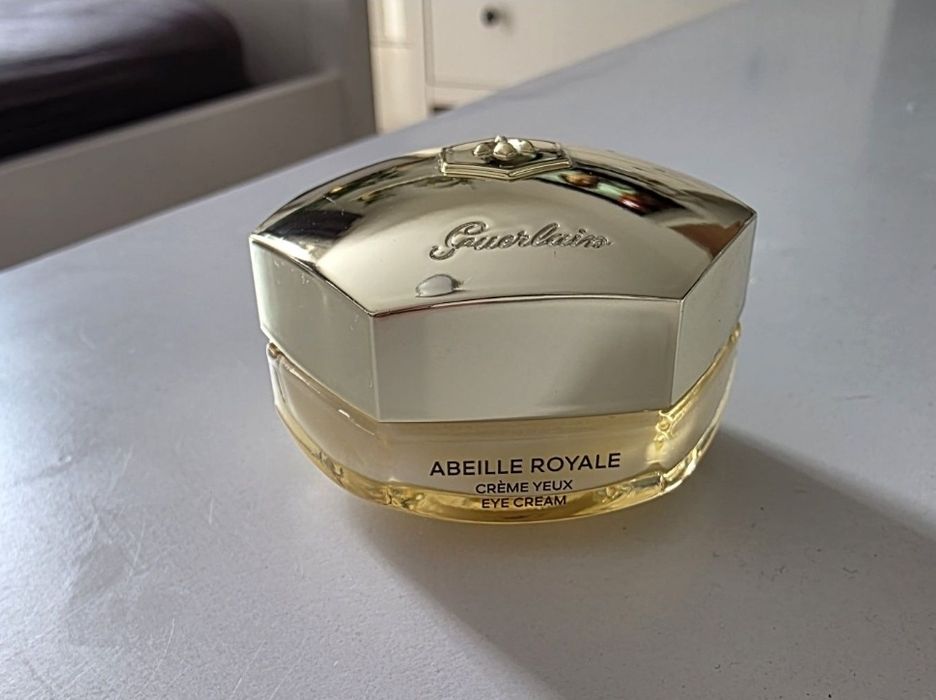 Guerlain
ABEILLE ROYALE
CRÈME YEUX
EYE CREAM